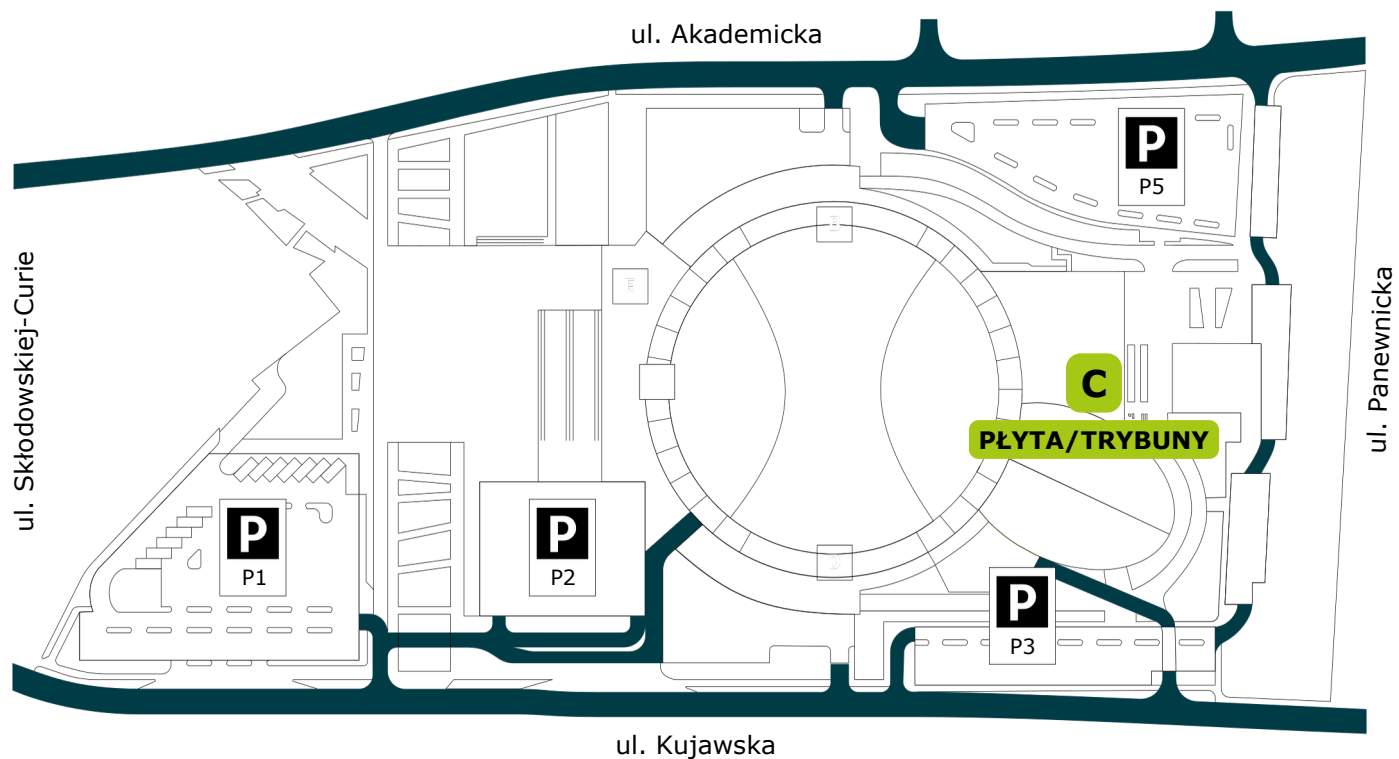 ul. Akademicka
P
P5
ul. Skłodowskiej-Curie
ul. Panewnicka
C
PŁYTA/TRYBUNY
P
P1
P
P2
P
P3
ul. Kujawska